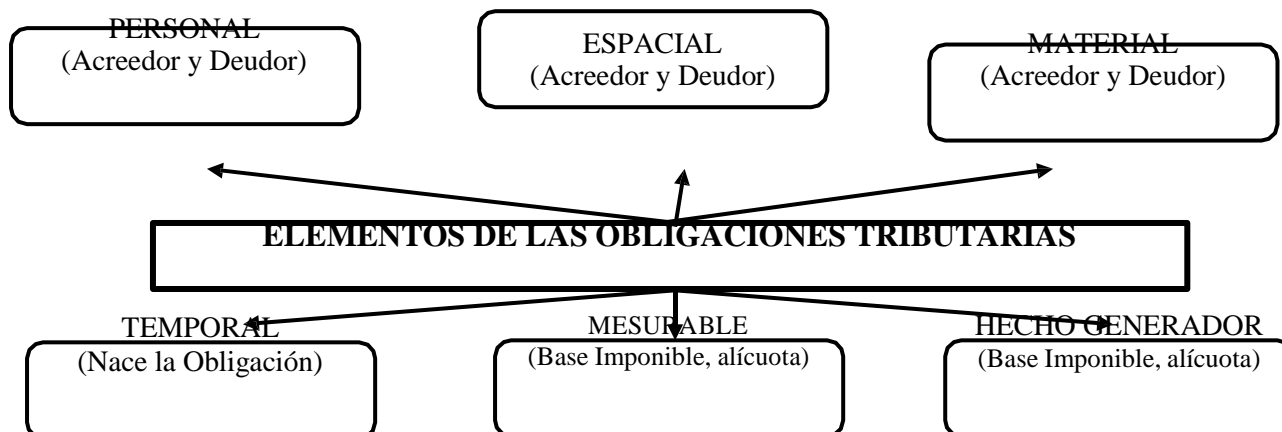 PERSONAL
(Acreedor y Deudor)
ESPACIAL
(Acreedor y Deudor)
MATERIAL
(Acreedor y Deudor)
ELEMENTOS DE LAS OBLIGACIONES TRIBUTARIAS
TEMPORAL
(Nace la Obligación)
MESURABLE
(Base Imponible, alícuota)
HECHO GENERADOR
(Base Imponible, alícuota)